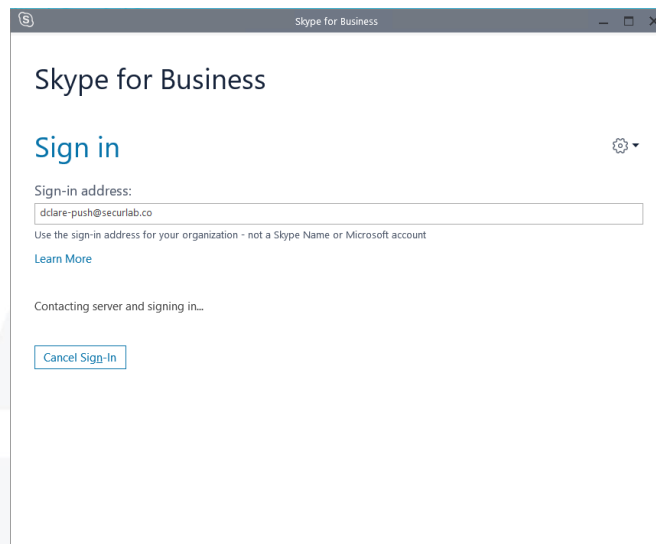 Skype for Business
Skype for Business
Sign in
Sign-in address:
dclare-push@securlab.co
Use the sign-in address for your organization - not a Skype Name or Microsoft account
Learn More
Contacting server and signing in...
Cancel Sign-In